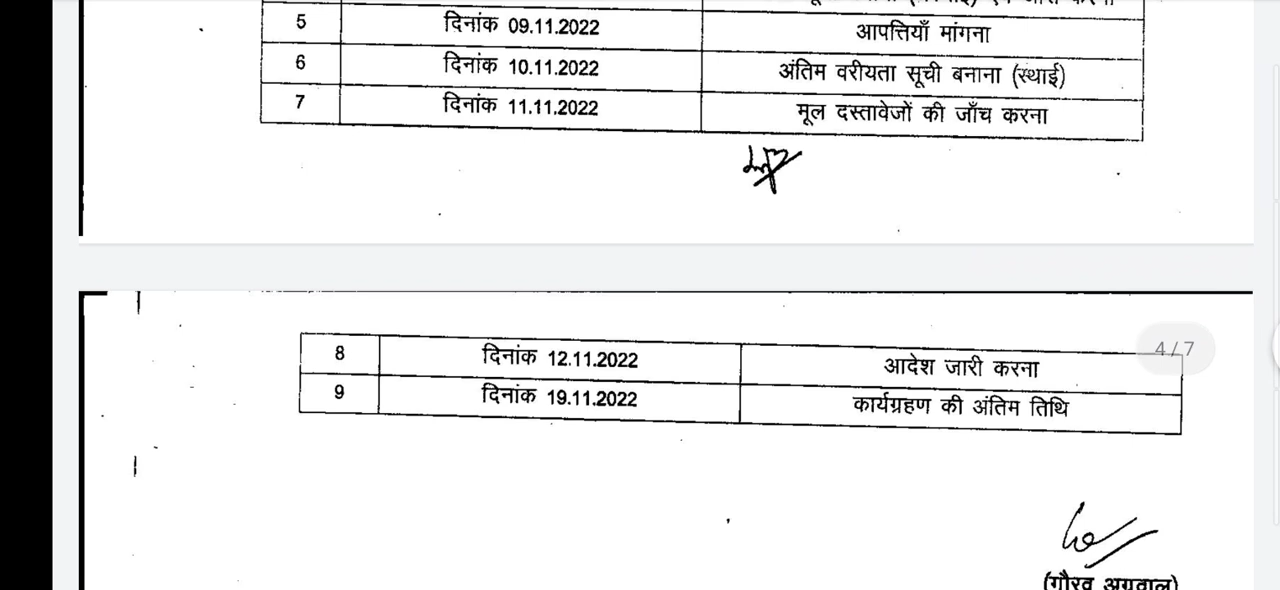 5 दिनांक 09.11.2022 आपत्तियाँ मांगना
6 दिनांक 10.11.2022 अंतिम वरीयता सूची बनाना (स्थाई)
7 दिनांक 11.11.2022 मूल दस्तावेजों की जाँच करना
4/7
8 दिनांक 12.11.2022 आदेश जारी करना
9 दिनांक 19.11.2022 कार्यग्रहण की अंतिम तिथि
(गौरव अग्रवाल)